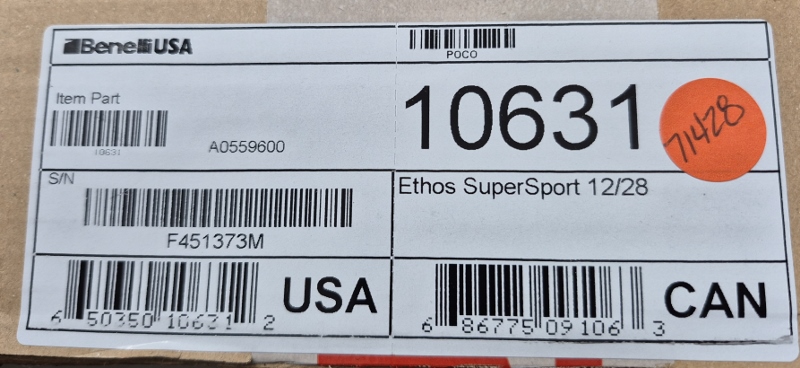 Benelli USA
POCO
Item Part
10631
A0559600
10631
71428
S/N
F451373M
Ethos SuperSport 12/28
6 50350 10631 2
USA
6 86775 09106 3
CAN